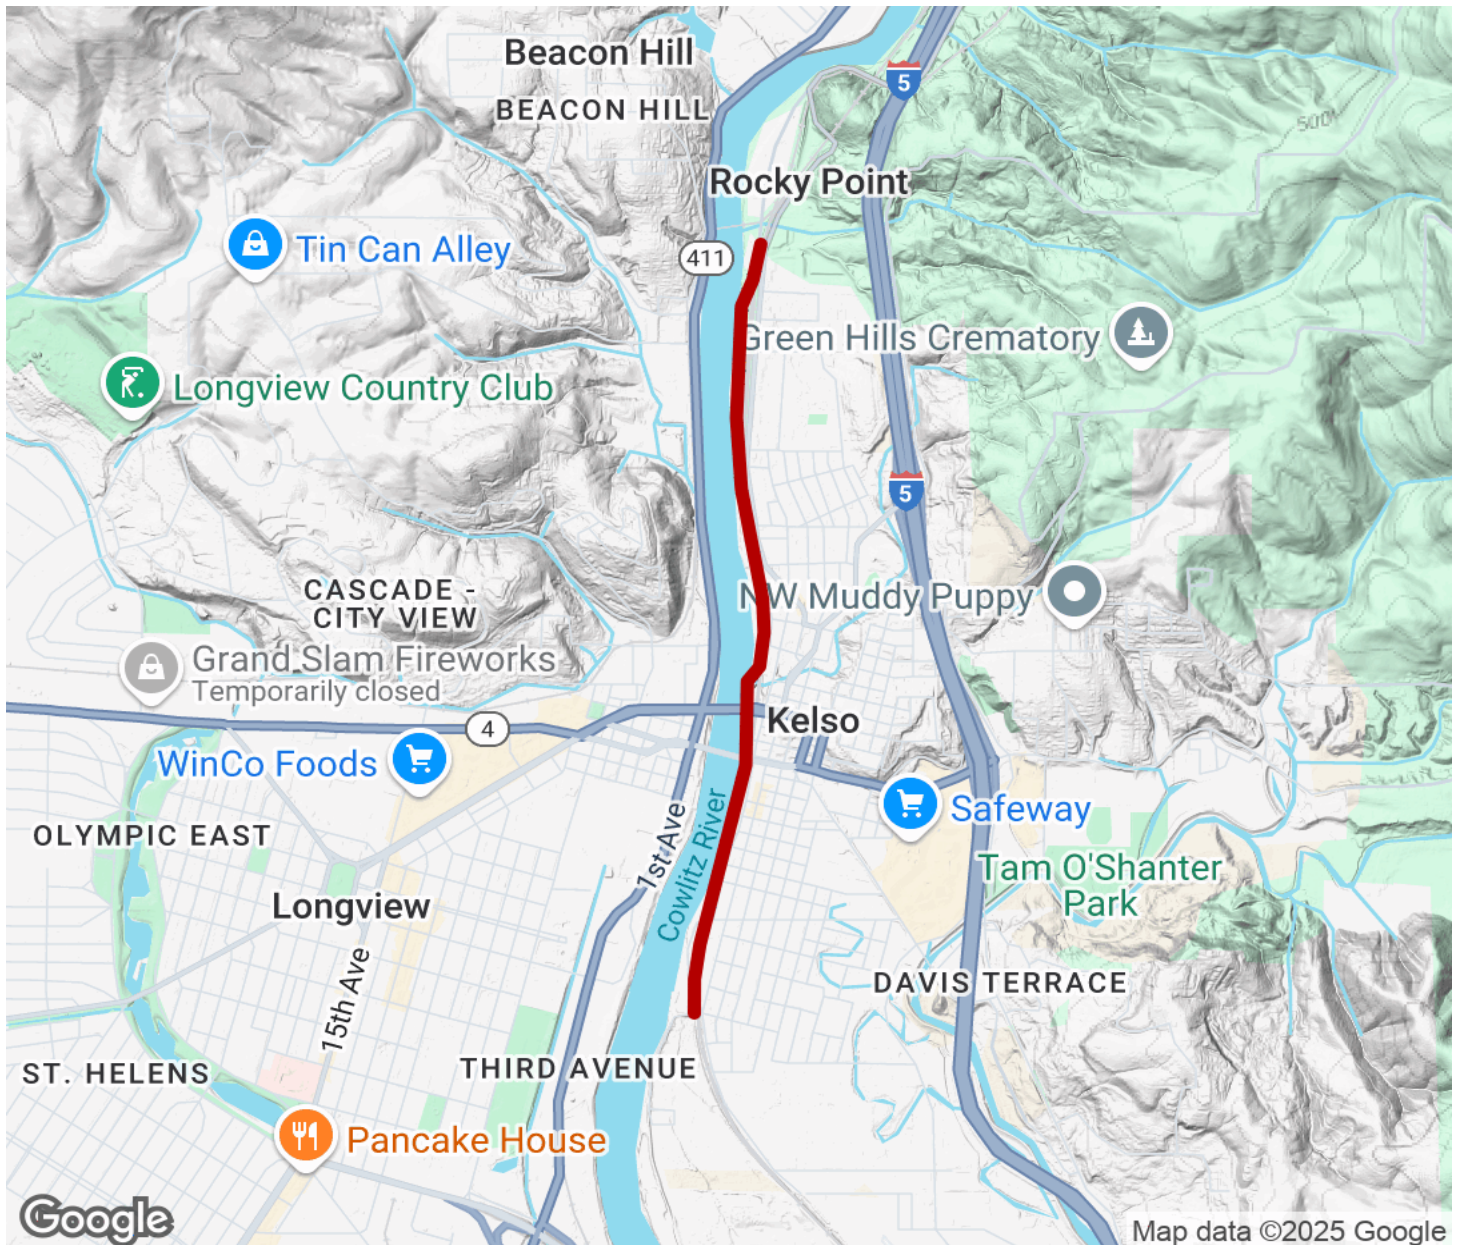 Beacon Hill
BEACON HILL
5
Rocky Point
500
411
Tin Can Alley
Green Hills Crematory
Longview Country Club
5
CASCADE -
CITY VIEW
NW Muddy Puppy
Grand Slam Fireworks
Temporarily closed
4
Kelso
WinCo Foods
Safeway
OLYMPIC EAST
1st Ave
Cowlitz River
Tam O'Shanter
Park
Longview
15th Ave
DAVIS TERRACE
ST. HELENS
THIRD AVENUE
Pancake House
Google
Map data ©2025 Google